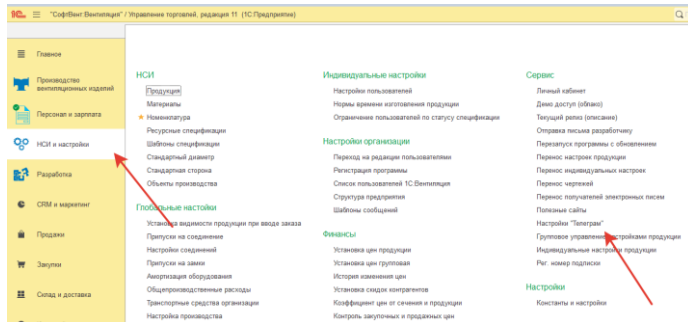 1С
"СофтВент:Вентиляция" / Управление торговлей, редакция 11 (1С:Предприятие)
Главное
Производство
вентиляционных изделий
Персонал и зарплата
НСИ и настройки
Разработка
CRM и маркетинг
Продажи
Закупки
Склад и доставка
НСИ
Продукция
Материалы
Номенклатура
Ресурсные спецификации
Шаблоны спецификации
Стандартный диаметр
Стандартная сторона
Объекты производства
Глобальные настойки
Установка видимости продукции при вводе заказа
Припуски на соединение
Настройки соединений
Припуски на замки
Амортизация оборудования
Общепроизводственные расходы
Транспортные средства организации
Настройка производства
Индивидуальные настройки
Настройки пользователей
Нормы времени изготовления продукции
Ограничение пользователей по статусу спецификации
Настройки организации
Переход на редакции пользователями
Регистрация программы
Список пользователей 1С:Вентиляция
Структура предприятия
Шаблоны сообщений
Финансы
Установка цен продукции
Установка цен групповая
История изменения цен
Установка скидок контрагентов
Коэффициент цен от сечения и продукции
Контроль закупочных и продажных цен
Сервис
Личный кабинет
Демо доступ (облако)
Текущий релиз (описание)
Отправка письма разработчику
Перезапуск программы с обновлением
Перенос настроек продукции
Перенос индивидуальных настроек
Перенос чертежей
Перенос получателей электронных писем
Полезные сайты
Настройки "Телеграм"
Групповое управление настройками продукции
Индивидуальные настройки продукции
Рег. номер подписки
Настройки
Константы и настройки